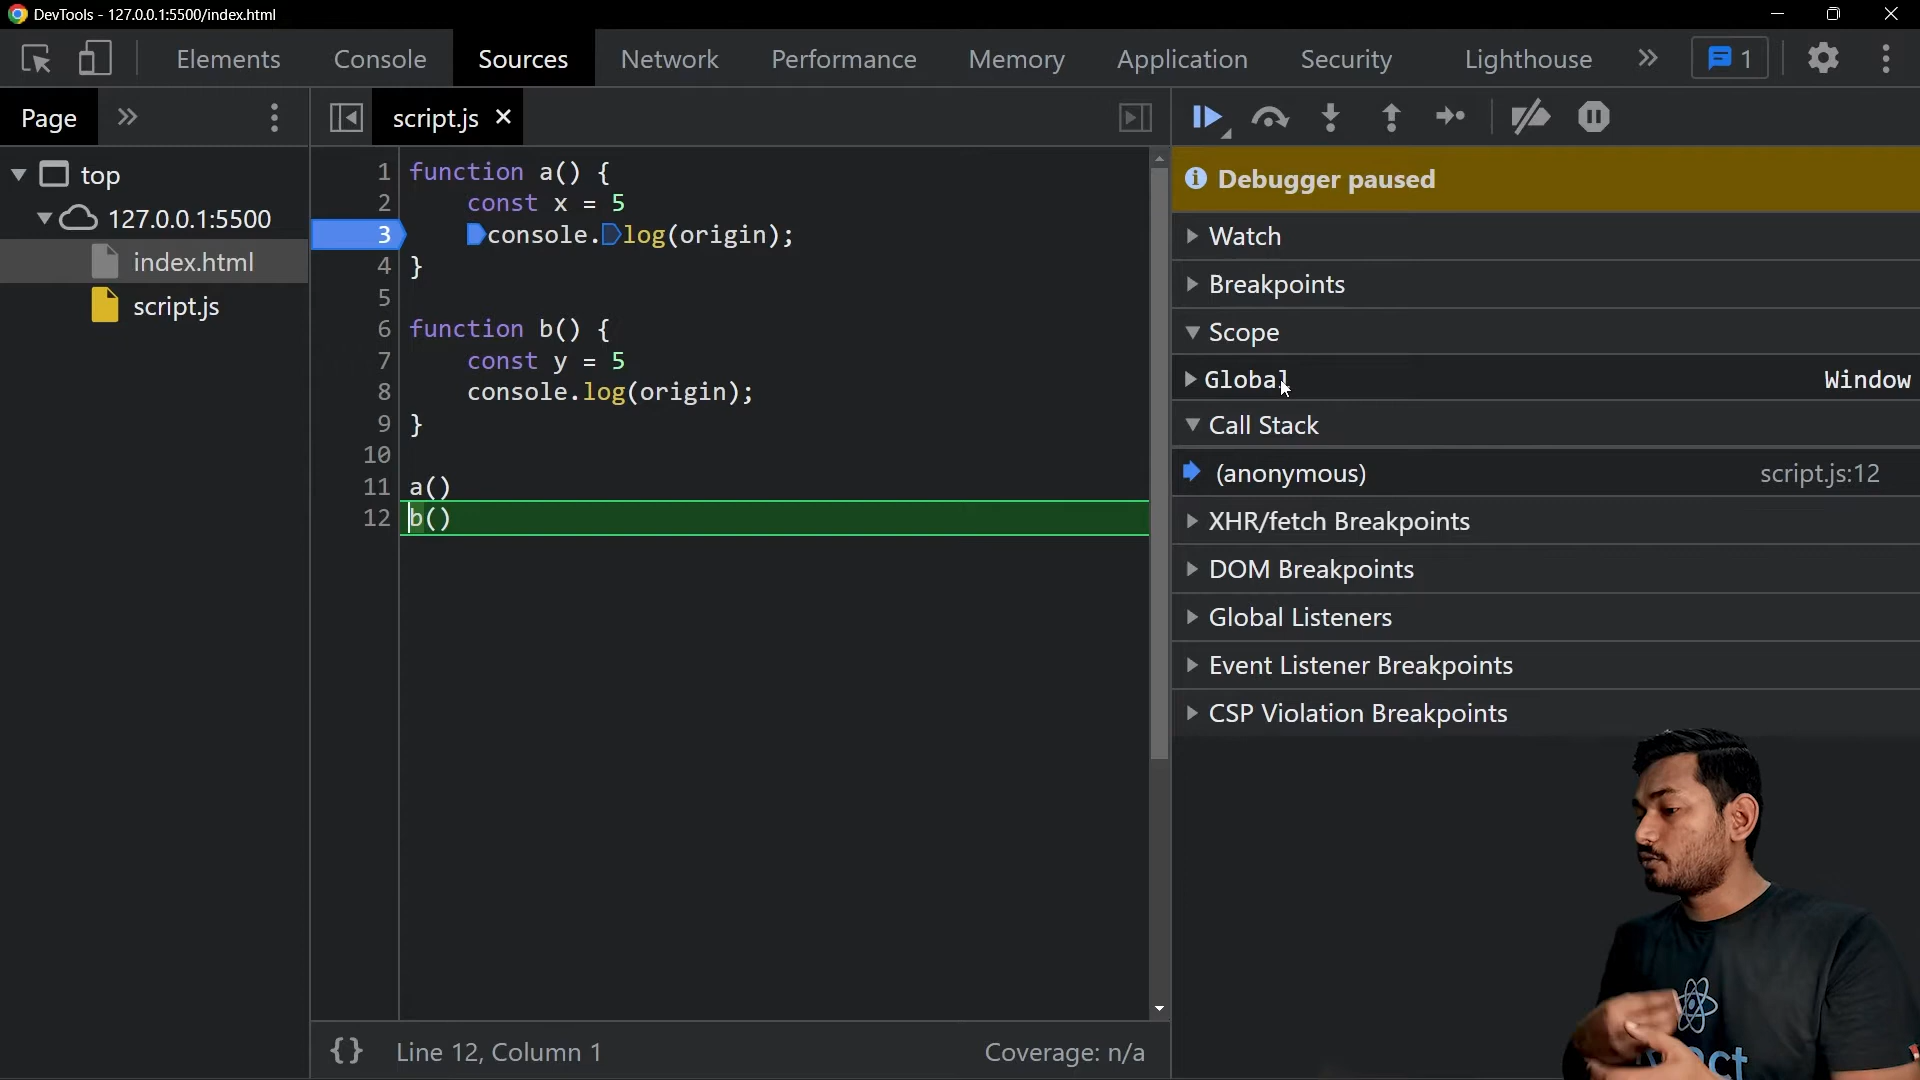 DevTools - 127.0.0.1:5500/index.html
Elements Console Sources Network Performance Memory Application Security Lighthouse » 1
Page » script.js ×
top
127.0.0.1:5500
index.html
script.js
1 function a() {
2 const x = 5
3 console.log(origin);
4 }
5
6 function b() {
7 const y = 5
8 console.log(origin);
9 }
10
11 a()
12 b()
{} Line 12, Column 1 Coverage: n/a
Debugger paused
Watch
Breakpoints
Scope
Global Window
Call Stack
(anonymous) script.js:12
XHR/fetch Breakpoints
DOM Breakpoints
Global Listeners
Event Listener Breakpoints
CSP Violation Breakpoints